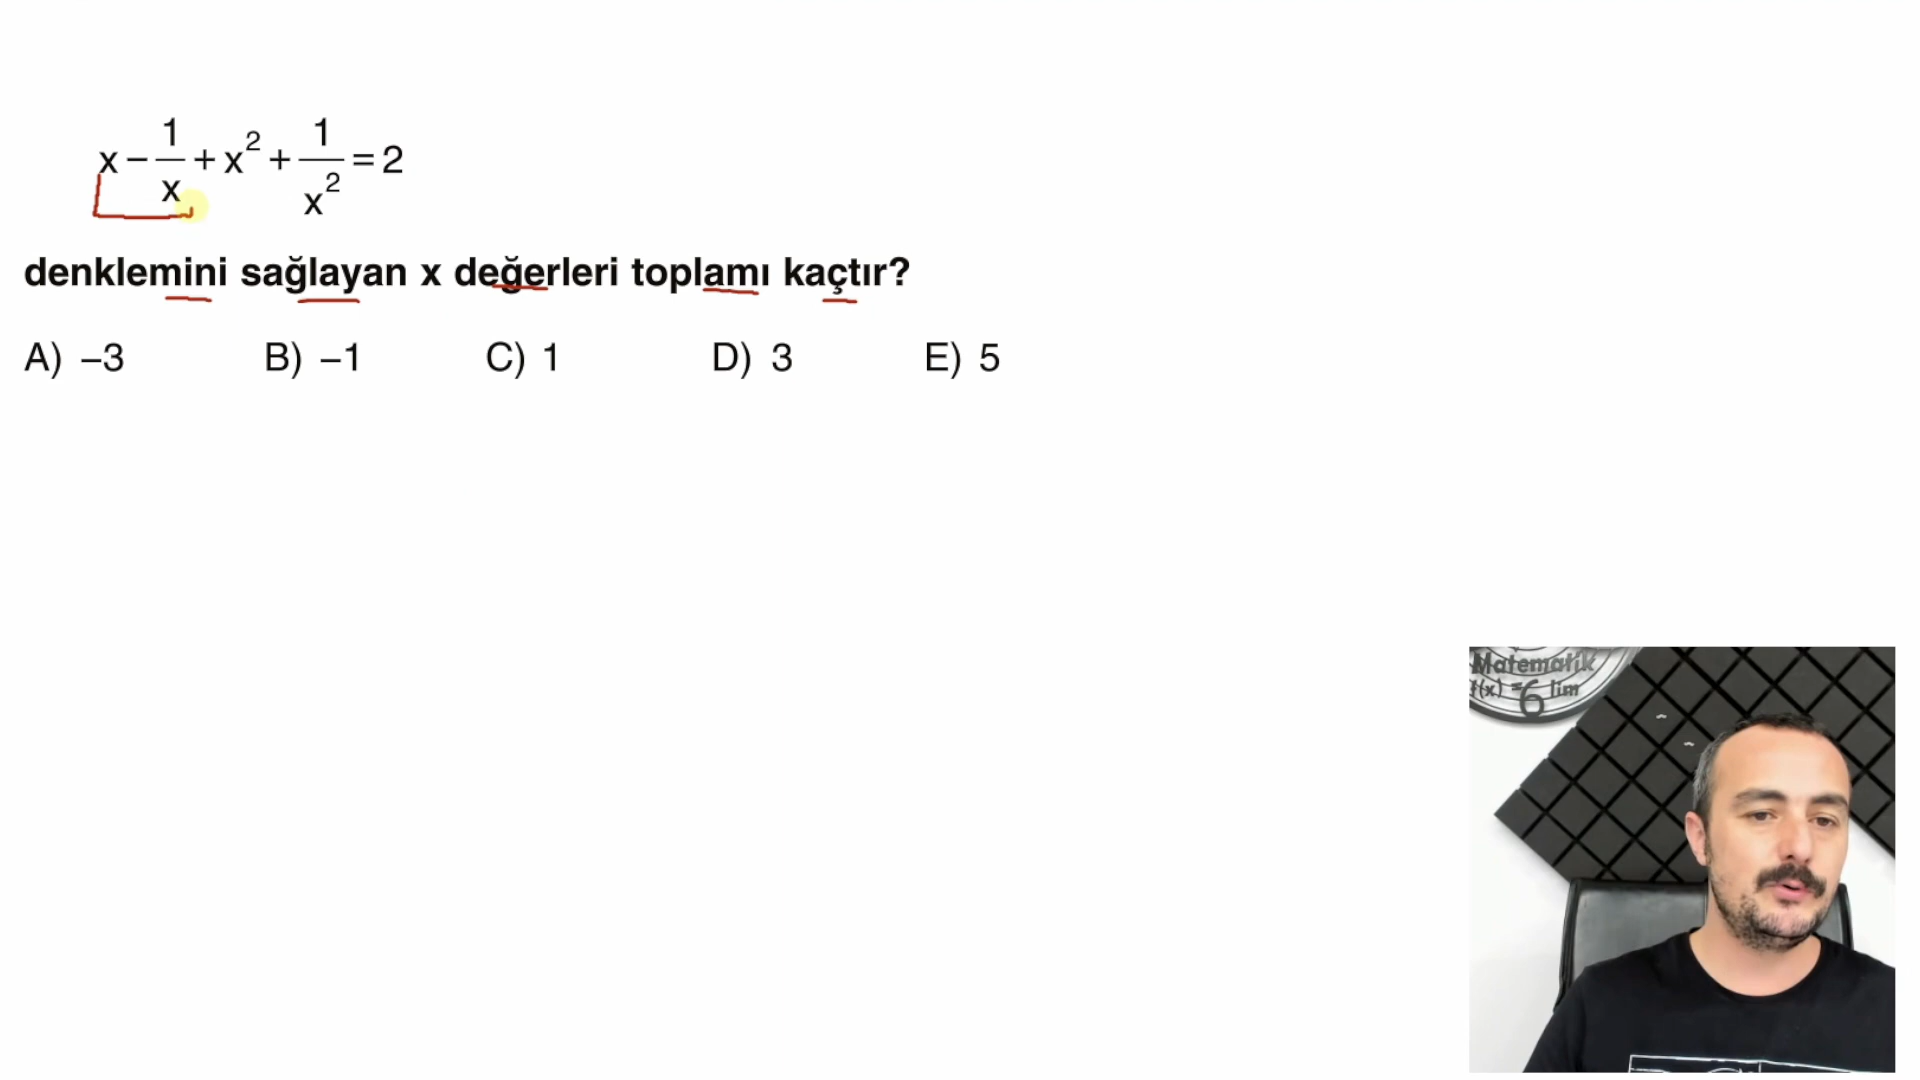 x − 1/x + x² + 1/x² = 2
denklemini sağlayan x değerleri toplamı kaçtır?
A) −3 B) −1 C) 1 D) 3 E) 5
Matematik
f(x) = 6 lim